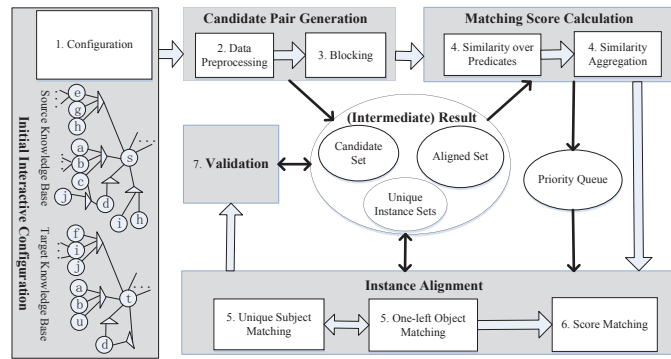 Candidate Pair Generation
Matching Score Calculation
1. Configuration
2. Data
Preprocessing
3. Blocking
4. Similarity over
Predicates
4. Similarity
Aggregation
Initial Interactive Configuration
Source Knowledge Base
e
g
h
a
b
c
j
d
s
i
h
Target Knowledge Base
f
i
j
a
b
u
t
d
(Intermediate) Result
Candidate
Set
Aligned Set
Unique
Instance Sets
7. Validation
Priority Queue
Instance Alignment
5. Unique Subject
Matching
5. One-left Object
Matching
6. Score Matching